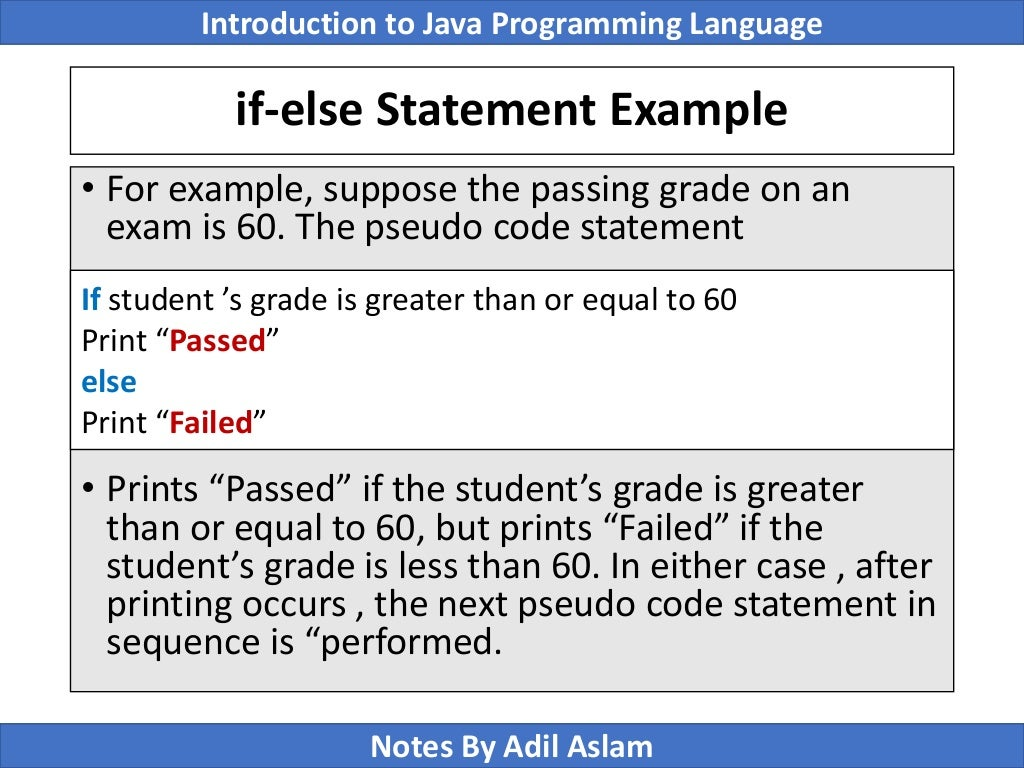 Introduction to Java Programming Language
if-else Statement Example
• For example, suppose the passing grade on an
exam is 60. The pseudo code statement
If student ’s grade is greater than or equal to 60
Print “Passed”
else
Print “Failed”
• Prints “Passed” if the student’s grade is greater
than or equal to 60, but prints “Failed” if the
student’s grade is less than 60. In either case , after
printing occurs , the next pseudo code statement in
sequence is “performed.
Notes By Adil Aslam